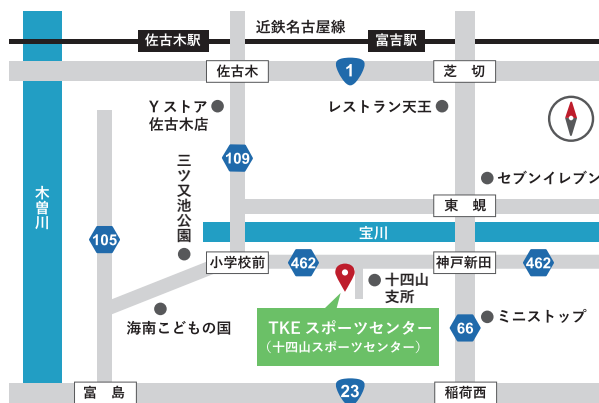 近鉄名古屋線
佐古木駅
富吉駅
佐古木
1
芝切
Yストア
佐古木店
レストラン天王
109
三ツ又池公園
セブンイレブン
木曽川
東 蜆
宝川
105
小学校前
462
神戸新田
462
十四山
支所
海南こどもの国
TKEスポーツセンター
（十四山スポーツセンター）
66
ミニストップ
富 島
23
稲荷西